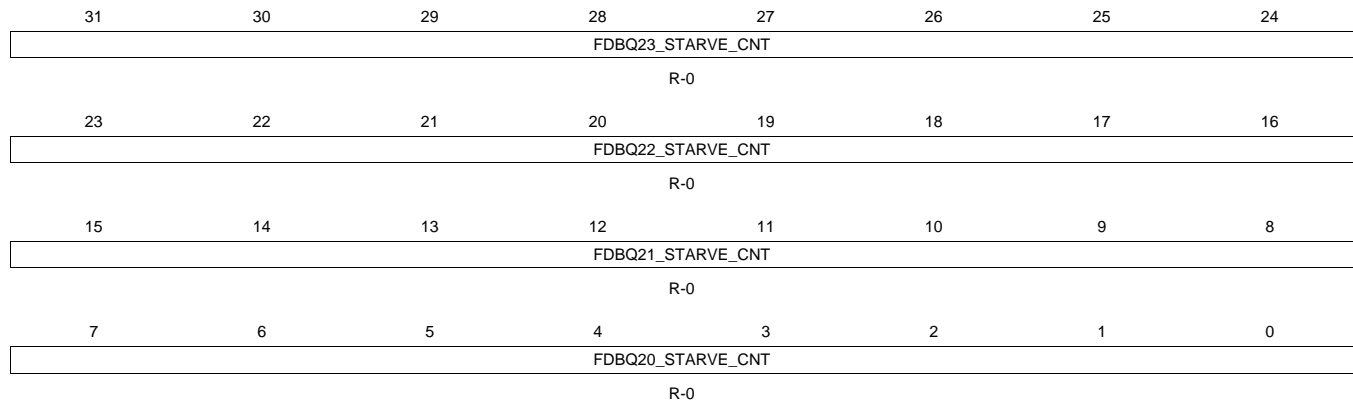 31 30 29 28 27 26 25 24
FDBQ23_STARVE_CNT
R-0
23 22 21 20 19 18 17 16
FDBQ22_STARVE_CNT
R-0
15 14 13 12 11 10 9 8
FDBQ21_STARVE_CNT
R-0
7 6 5 4 3 2 1 0
FDBQ20_STARVE_CNT
R-0